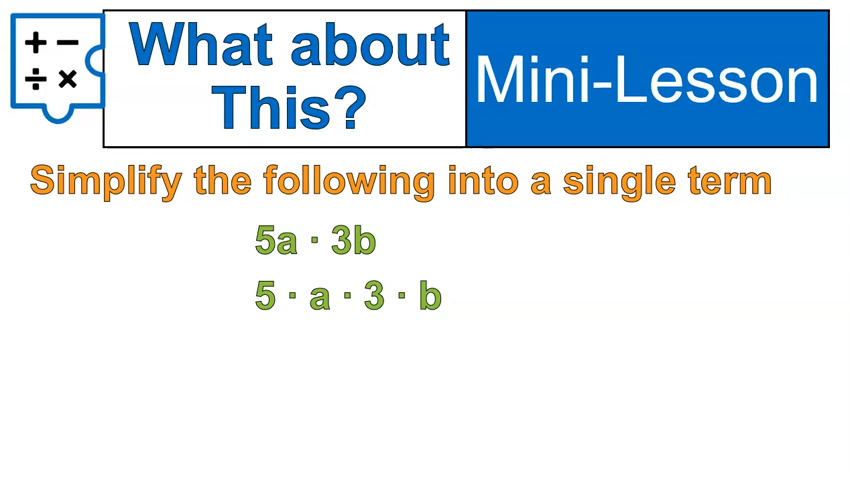 + −
÷ ×
What about
This?
Mini-Lesson
Simplify the following into a single term
5a · 3b
5 · a · 3 · b